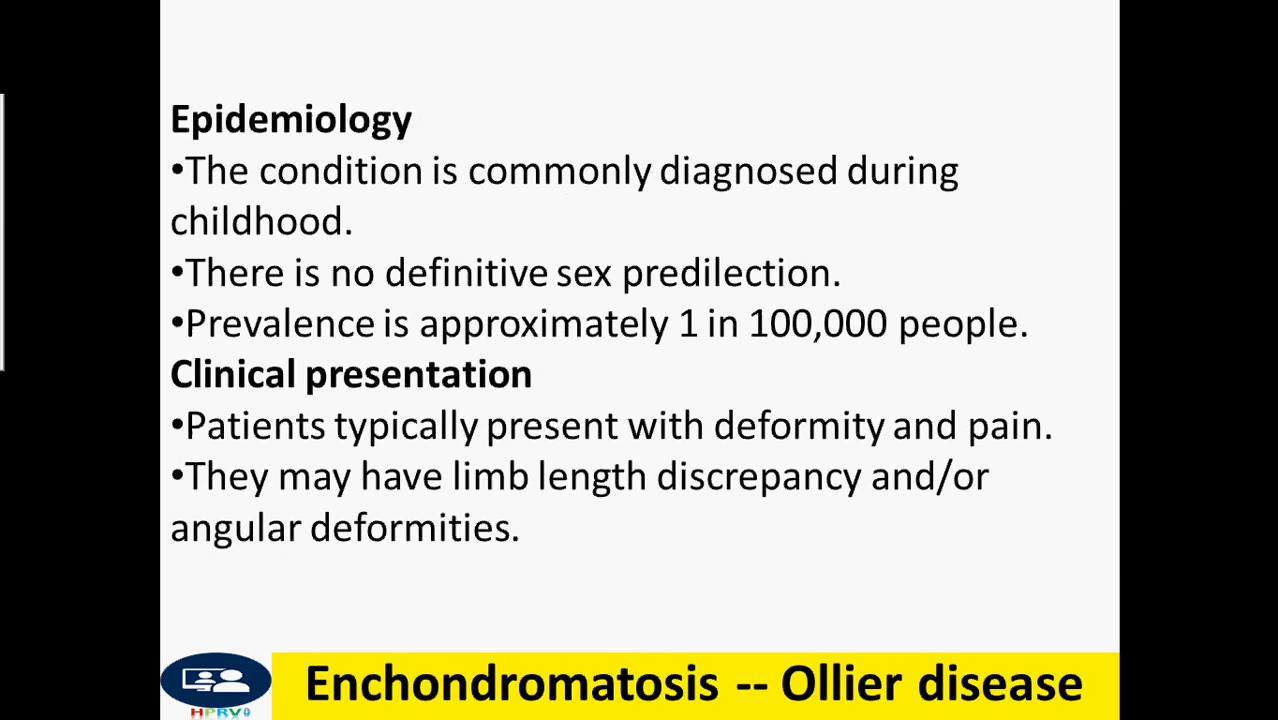 Epidemiology
•The condition is commonly diagnosed during
childhood.
•There is no definitive sex predilection.
•Prevalence is approximately 1 in 100,000 people.
Clinical presentation
•Patients typically present with deformity and pain.
•They may have limb length discrepancy and/or
angular deformities.
Enchondromatosis -- Ollier disease